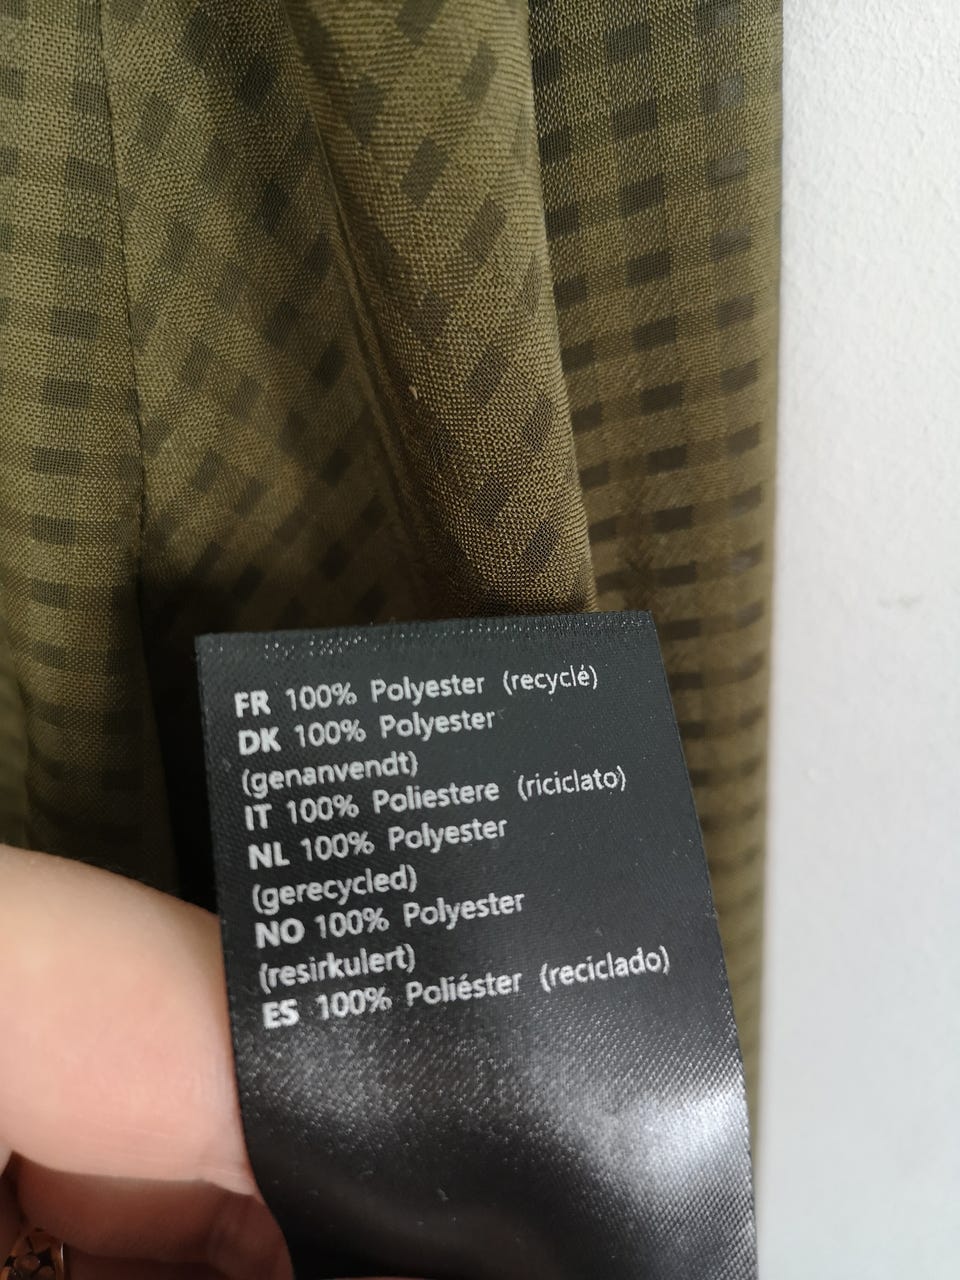 FR 100% Polyester (recyclé)
DK 100% Polyester
(genanvendt)
IT 100% Poliestere (riciclato)
NL 100% Polyester
(gerecycled)
NO 100% Polyester
(resirkulert)
ES 100% Poliéster (reciclado)